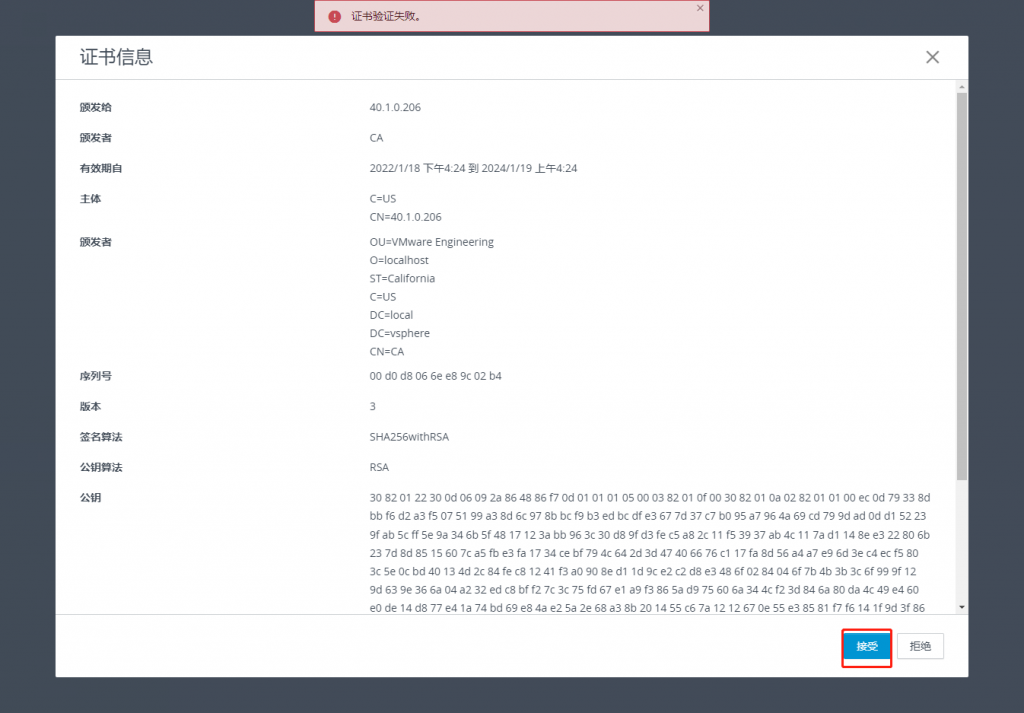 证书验证失败。
证书信息
颁发给 40.1.0.206
颁发者 CA
有效期自 2022/1/18 下午4:24 到 2024/1/19 上午4:24
主体 C=US
CN=40.1.0.206
颁发者 OU=VMware Engineering
O=localhost
ST=California
C=US
DC=local
DC=vsphere
CN=CA
序列号 00 d0 d8 06 6e e8 9c 02 b4
版本 3
签名算法 SHA256withRSA
公钥算法 RSA
公钥 30 82 01 22 30 0d 06 09 2a 86 48 86 f7 0d 01 01 01 05 00 03 82 01 0f 00 30 82 01 0a 02 82 01 01 00 ec 0d 79 33 8d
bb f6 d2 a3 f5 07 51 99 a3 8d 6c 97 8b bc f9 b3 ed bc df e3 67 7d 37 c7 b0 95 a7 96 4a 69 cd 79 9d ad 0d d1 52 23
9f ab 5c ff 5e 9a 34 6b 5f 48 17 12 3a bb 96 3c 30 d8 9f d3 fe c5 a8 2c 11 f5 39 37 ab 4c 11 7a d1 14 8e e3 22 80 6b
23 7d 8d 85 15 60 7c a5 fb e3 fa 17 34 ce bf 79 4c 64 2d 3d 47 40 66 76 c1 17 fa 8d 56 a4 a7 e9 6d 3e c4 ec f5 80
3c 5e 0c bd 40 13 4d 2c 84 fe c8 12 41 f3 a0 90 8e d1 1d 9c e2 c2 d8 e3 48 6f 02 84 04 6f 7b 4b 3b 3c 6f 99 9f 12
9d 63 9e 36 6a 04 a2 32 ed c8 bf f2 7c 3c 75 fd 67 e1 a9 f3 86 5a d9 75 60 6a 34 4c f2 3d 84 6a 80 da 4c 49 e4 60
e0 de 14 d8 77 e4 1a 74 bd 69 e8 4a e2 5a 2e 68 a3 8b 20 14 55 c6 7a 12 12 67 0e 55 e3 85 81 f7 f6 14 1f 9d 3f 86
接受 拒绝